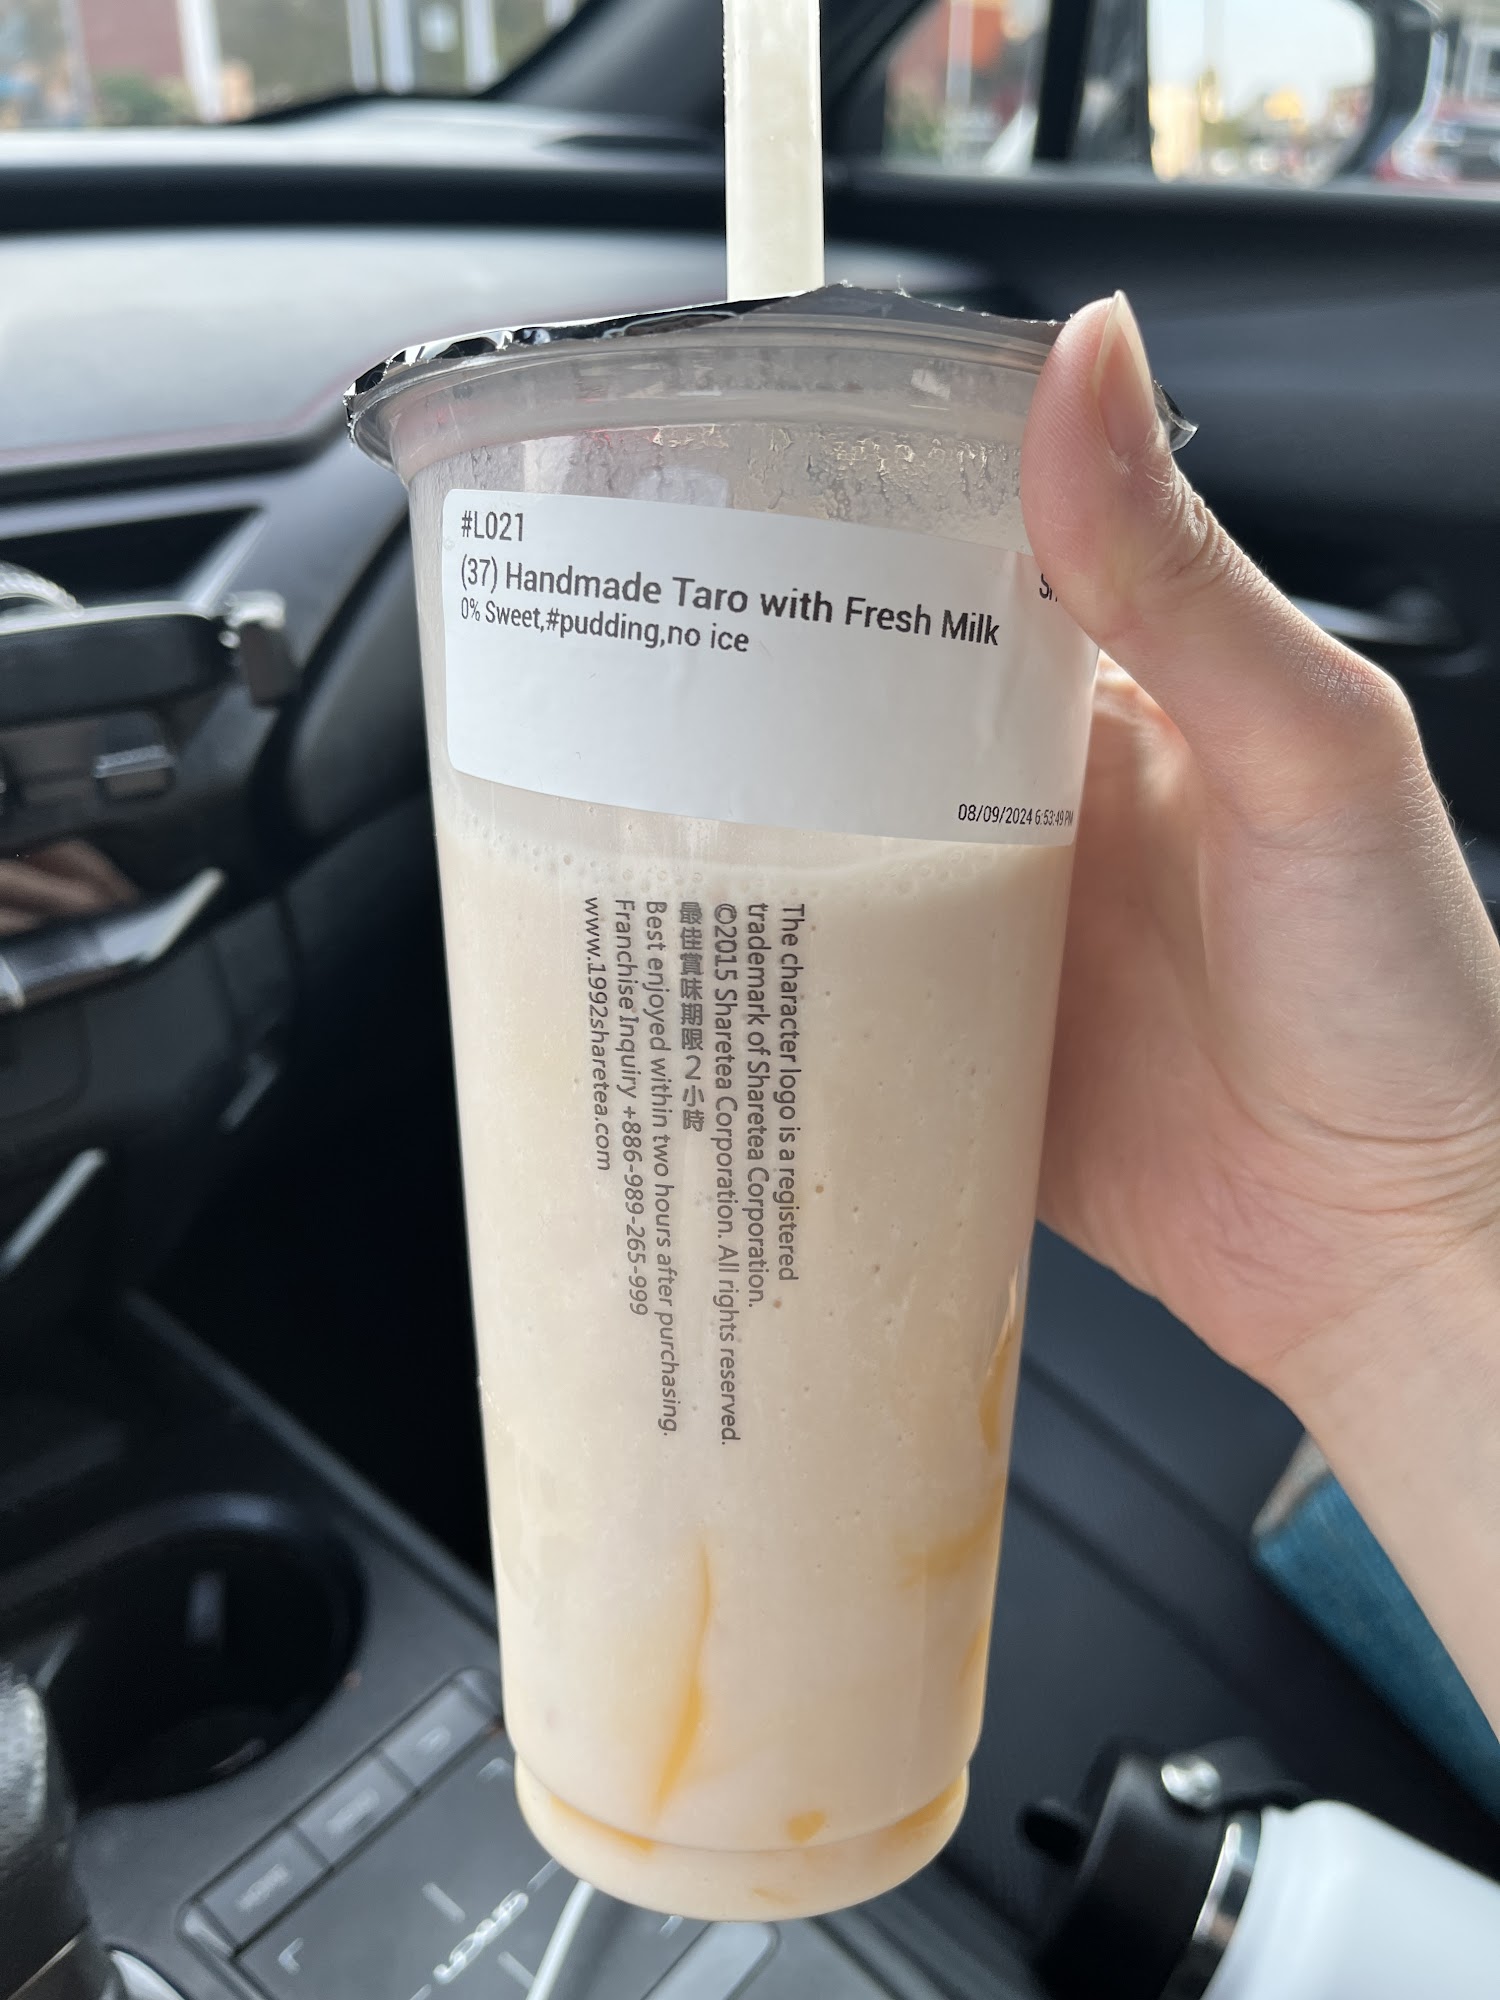 #L021
(37) Handmade Taro with Fresh Milk
0% Sweet,#pudding,no ice
08/09/2024 6:53:49 PM
The character logo is a registered
trademark of Sharetea Corporation.
©2015 Sharetea Corporation. All rights reserved.
最佳賞味期限2小時
Best enjoyed within two hours after purchasing.
Franchise Inquiry +886-989-265-999
www.1992sharetea.com